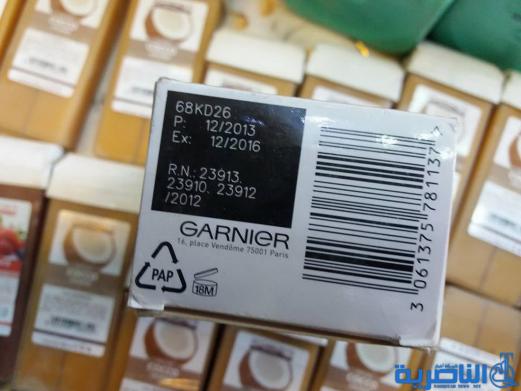 68KD26
P: 12/2013
Ex: 12/2016
R.N.: 23913,
23910, 23912
/2012
GARNIER
16, place Vendôme 75001 Paris
PAP
18M
3 061375 781137
الناصرية